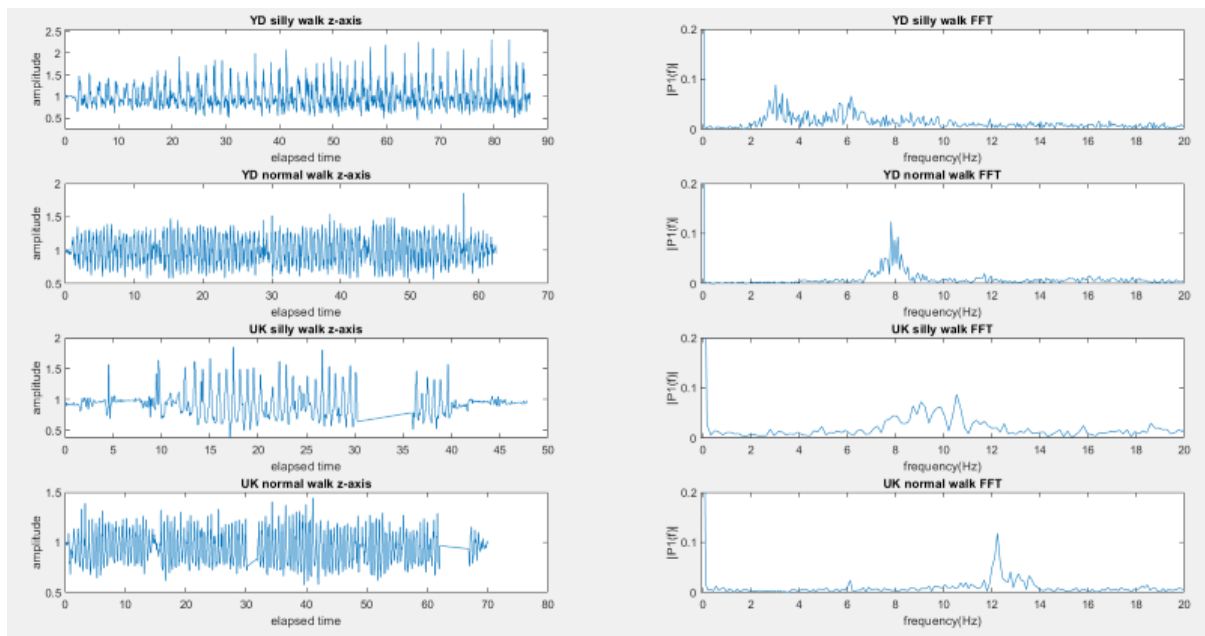 YD silly walk z-axis
2.5
2
1.5
1
0.5
amplitude
0 10 20 30 40 50 60 70 80 90
elapsed time
YD silly walk FFT
0.2
0.1
0
|P1(f)|
0 2 4 6 8 10 12 14 16 18 20
frequency(Hz)
YD normal walk z-axis
2
1.5
1
0.5
amplitude
0 10 20 30 40 50 60 70
elapsed time
YD normal walk FFT
0.2
0.1
0
|P1(f)|
0 2 4 6 8 10 12 14 16 18 20
frequency(Hz)
UK silly walk z-axis
2
1.5
1
0.5
amplitude
0 5 10 15 20 25 30 35 40 45 50
elapsed time
UK silly walk FFT
0.2
0.1
0
|P1(f)|
0 2 4 6 8 10 12 14 16 18 20
frequency(Hz)
UK normal walk z-axis
1.5
1
0.5
amplitude
0 10 20 30 40 50 60 70 80
elapsed time
UK normal walk FFT
0.2
0.1
0
|P1(f)|
0 2 4 6 8 10 12 14 16 18 20
frequency(Hz)